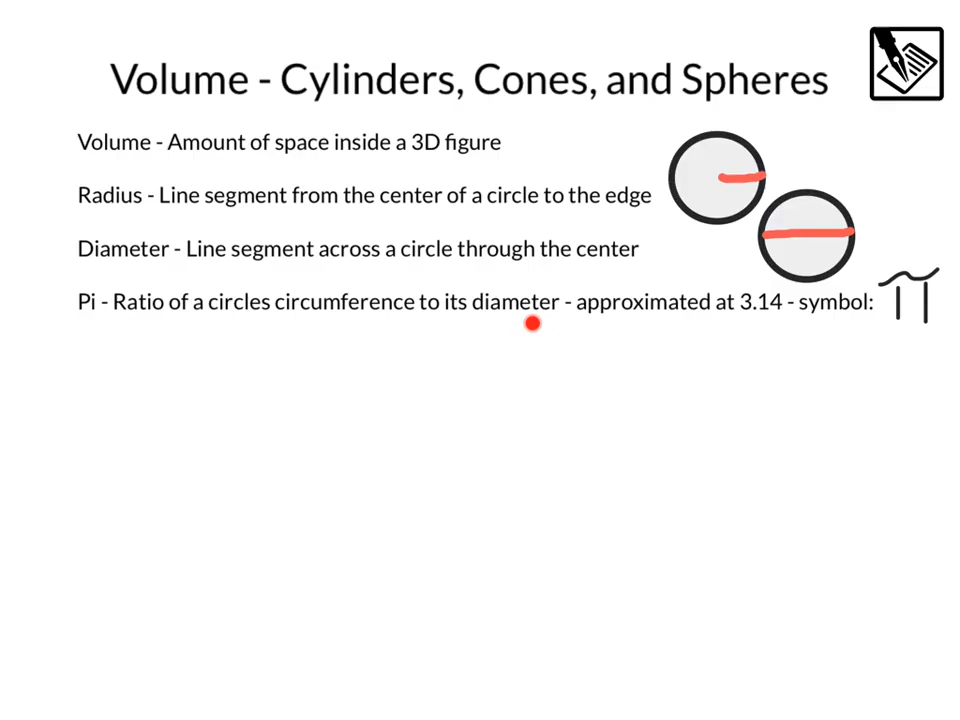 Volume - Cylinders, Cones, and Spheres
Volume - Amount of space inside a 3D figure
Radius - Line segment from the center of a circle to the edge
Diameter - Line segment across a circle through the center
Pi - Ratio of a circles circumference to its diameter - approximated at 3.14 - symbol: π